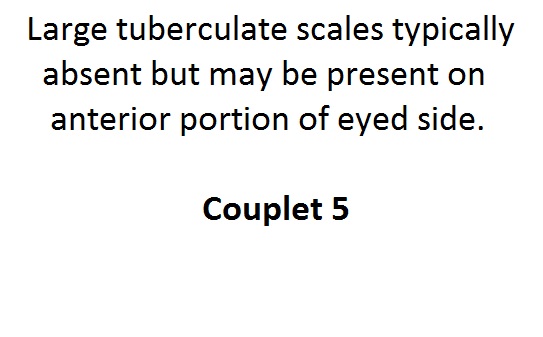 Large tuberculate scales typically
absent but may be present on
anterior portion of eyed side.
Couplet 5